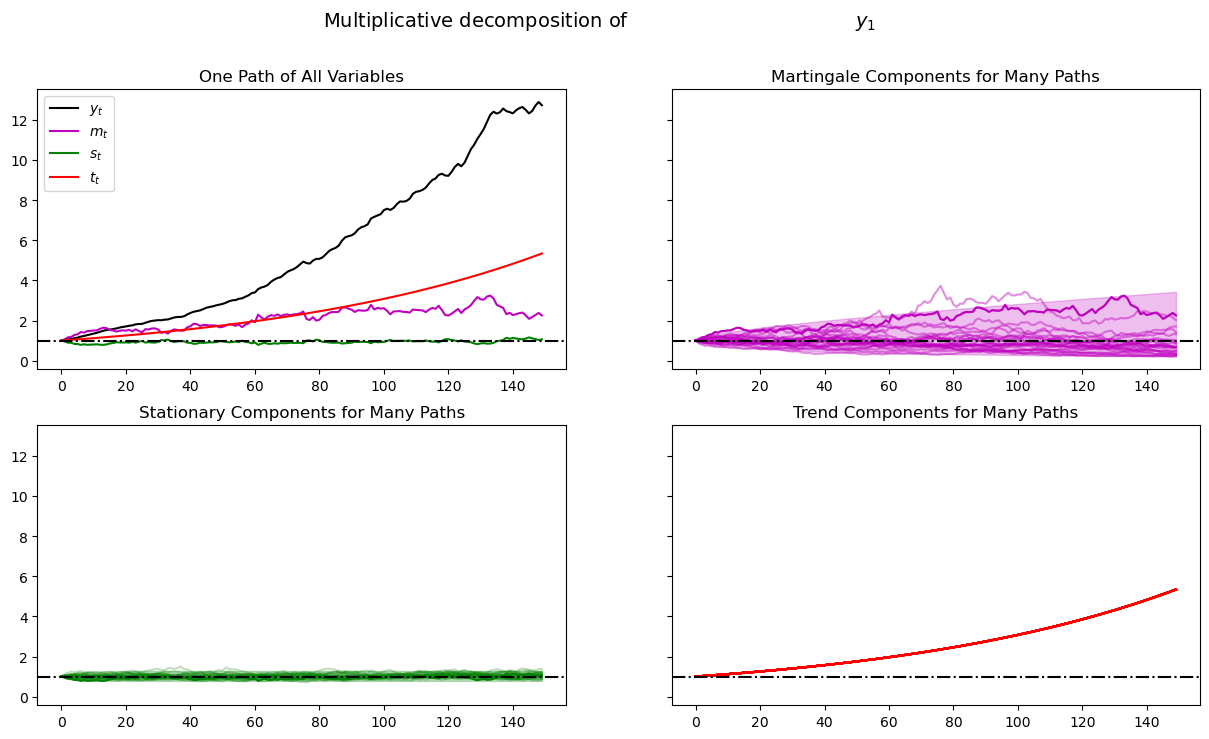 Multiplicative decomposition of y₁
One Path of All Variables
yₜ
mₜ
sₜ
tₜ
12
10
8
6
4
2
0
0 20 40 60 80 100 120 140
Martingale Components for Many Paths
0 20 40 60 80 100 120 140
Stationary Components for Many Paths
12
10
8
6
4
2
0
0 20 40 60 80 100 120 140
Trend Components for Many Paths
0 20 40 60 80 100 120 140